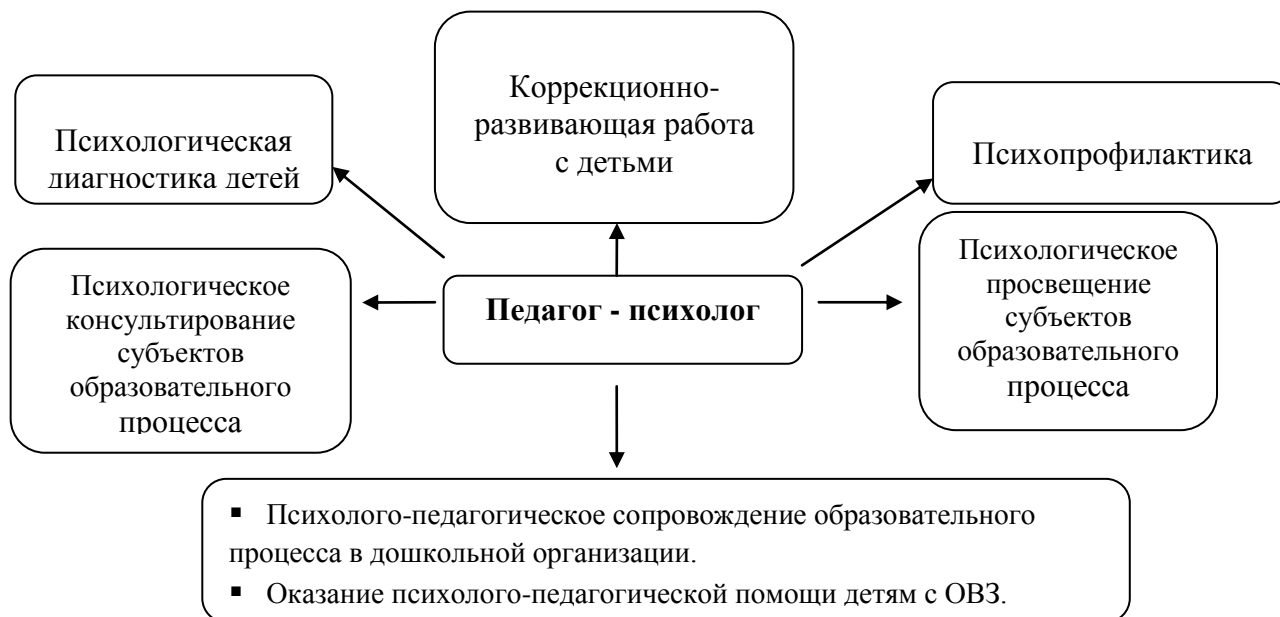 Коррекционно-
развивающая работа
с детьми
Психологическая
диагностика детей
Психопрофилактика
Психологическое
консультирование
субъектов
образовательного
процесса
Педагог - психолог
Психологическое
просвещение
субъектов
образовательного
процесса
▪ Психолого-педагогическое сопровождение образовательного
процесса в дошкольной организации.
▪ Оказание психолого-педагогической помощи детям с ОВЗ.